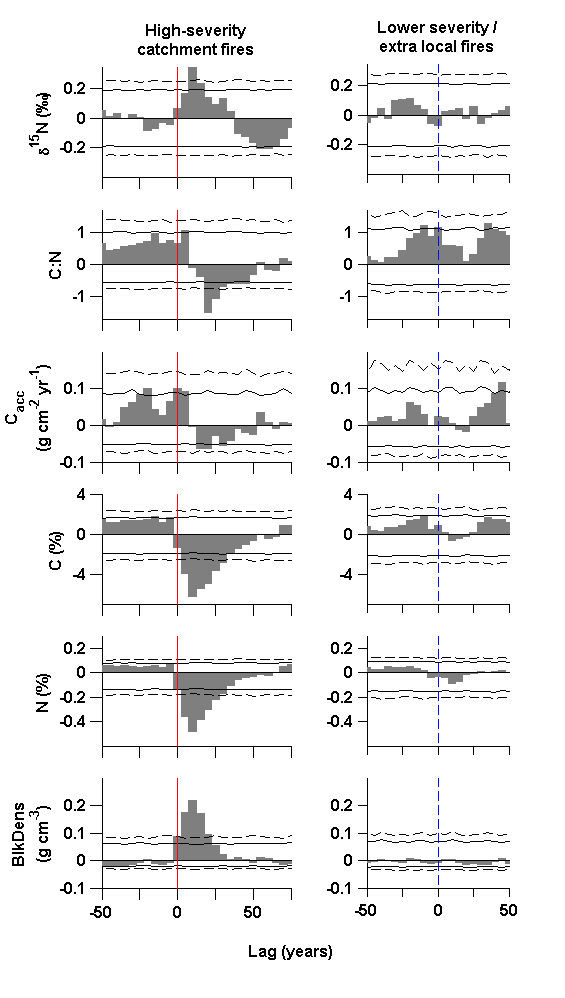 High-severity
catchment fires
Lower severity /
extra local fires
δ15N (‰)
0.2
0
-0.2
0.2
0
-0.2
C:N
1
0
-1
1
0
-1
Cacc
(g cm-2 yr-1)
0.1
0
-0.1
0.1
0
-0.1
C (%)
4
0
-4
4
0
-4
N (%)
0.2
0
-0.2
-0.4
0.2
0
-0.2
-0.4
BlkDens
(g cm-3)
0.2
0.1
0
-0.1
0.2
0.1
0
-0.1
-50 0 50
-50 0 50
Lag (years)